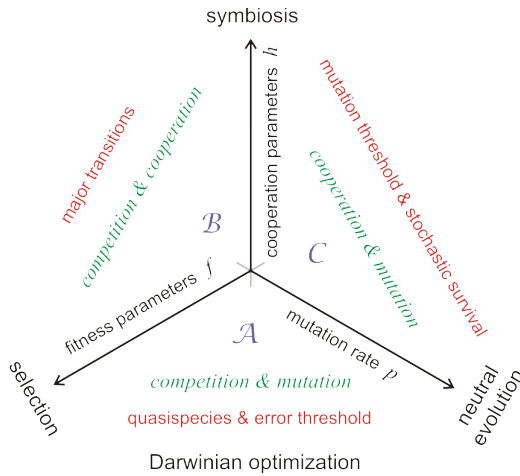 symbiosis
cooperation parameters h
major transitions
competition & cooperation
mutation threshold & stochastic survival
cooperation & mutation
B
C
A
fitness parameters f
mutation rate p
selection
neutral
evolution
competition & mutation
quasispecies & error threshold
Darwinian optimization